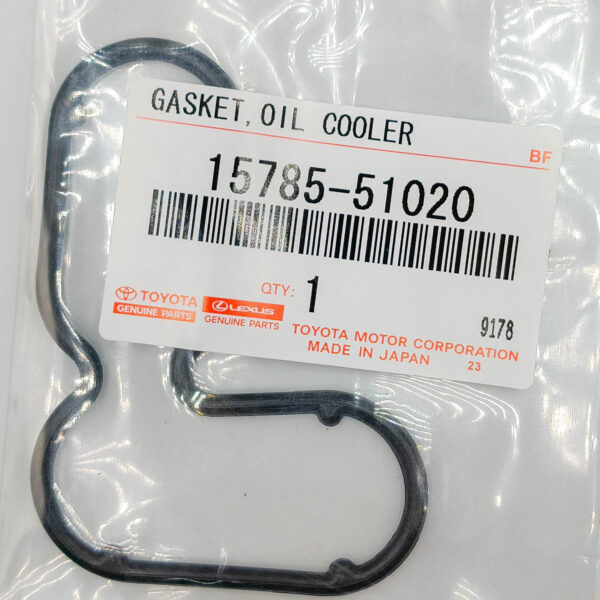 GASKET, OIL COOLER
BF
15785-51020
QTY: 1
TOYOTA
GENUINE PARTS
LEXUS
GENUINE PARTS
9178
TOYOTA MOTOR CORPORATION
MADE IN JAPAN
23